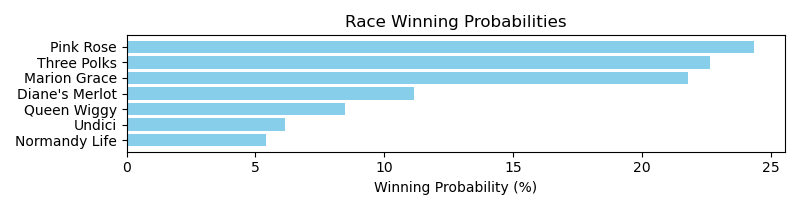 Race Winning Probabilities
Pink Rose
Three Polks
Marion Grace
Diane's Merlot
Queen Wiggy
Undici
Normandy Life
0 5 10 15 20 25
Winning Probability (%)